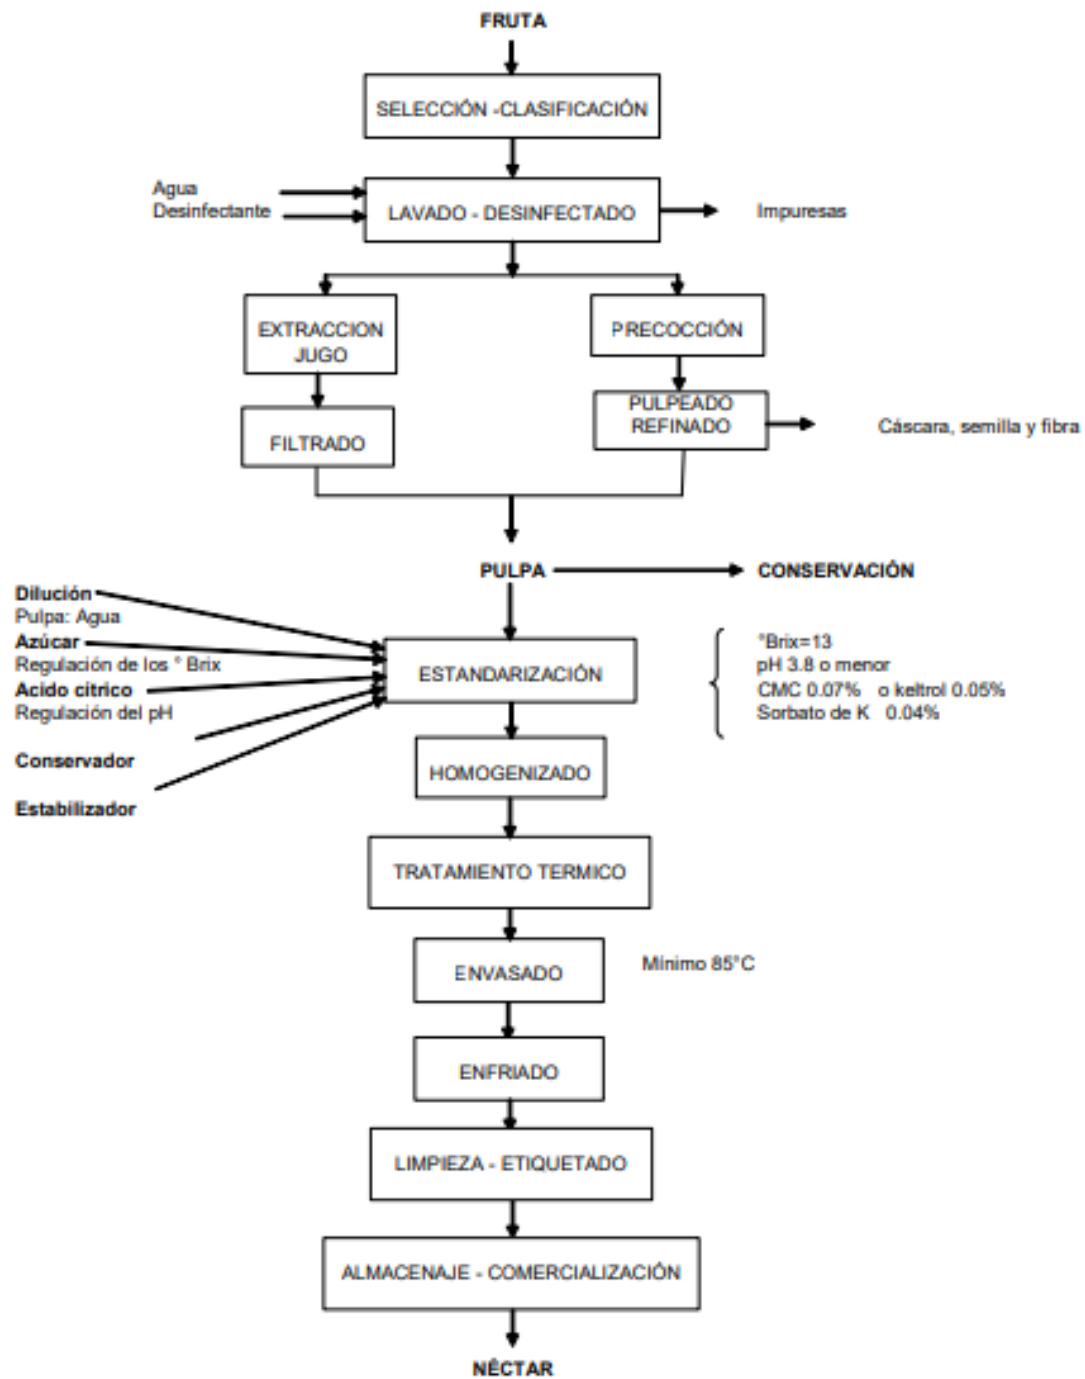 FRUTA
SELECCIÓN -CLASIFICACIÓN
Agua
Desinfectante
LAVADO - DESINFECTADO
Impuresas
EXTRACCION
JUGO
PRECOCCIÓN
FILTRADO
PULPEADO
REFINADO
Cáscara, semilla y fibra
PULPA
CONSERVACIÓN
Dilución
Pulpa: Agua
Azúcar
Regulación de los ° Brix
Acido cítrico
Regulación del pH
Conservador
Estabilizador
ESTANDARIZACIÓN
°Brix=13
pH 3.8 o menor
CMC 0.07% o keltrol 0.05%
Sorbato de K 0.04%
HOMOGENIZADO
TRATAMIENTO TERMICO
ENVASADO
Mínimo 85°C
ENFRIADO
LIMPIEZA - ETIQUETADO
ALMACENAJE - COMERCIALIZACIÓN
NÉCTAR